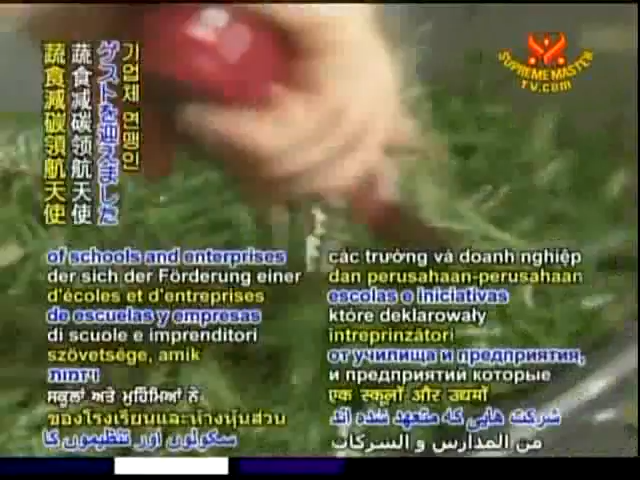 SUPREME MASTER
TV.com
기업체 연맹인
ゲストを迎えました
蔬食减碳领航天使
蔬食減碳領航天使
of schools and enterprises
der sich der Förderung einer
d'écoles et d'entreprises
de escuelas y empresas
di scuole e imprenditori
szövetsége, amik
ויזמות
ਸਕੂਲਾਂ ਅਤੇ ਮੁਹਿੰਮਿਆਂ ਨੇ
ของโรงเรียนและห้างหุ้นส่วน
سکولوں اور تنظیموں کا
các trường và doanh nghiệp
dan perusahaan-perusahaan
escolas e iniciativas
które deklarowały
întreprinzători
от училища и предприятия,
и предприятий которые
एक स्कूलों और उद्यमों
شرکت هایی که متعهد شده اند
من المدارس و الشركات